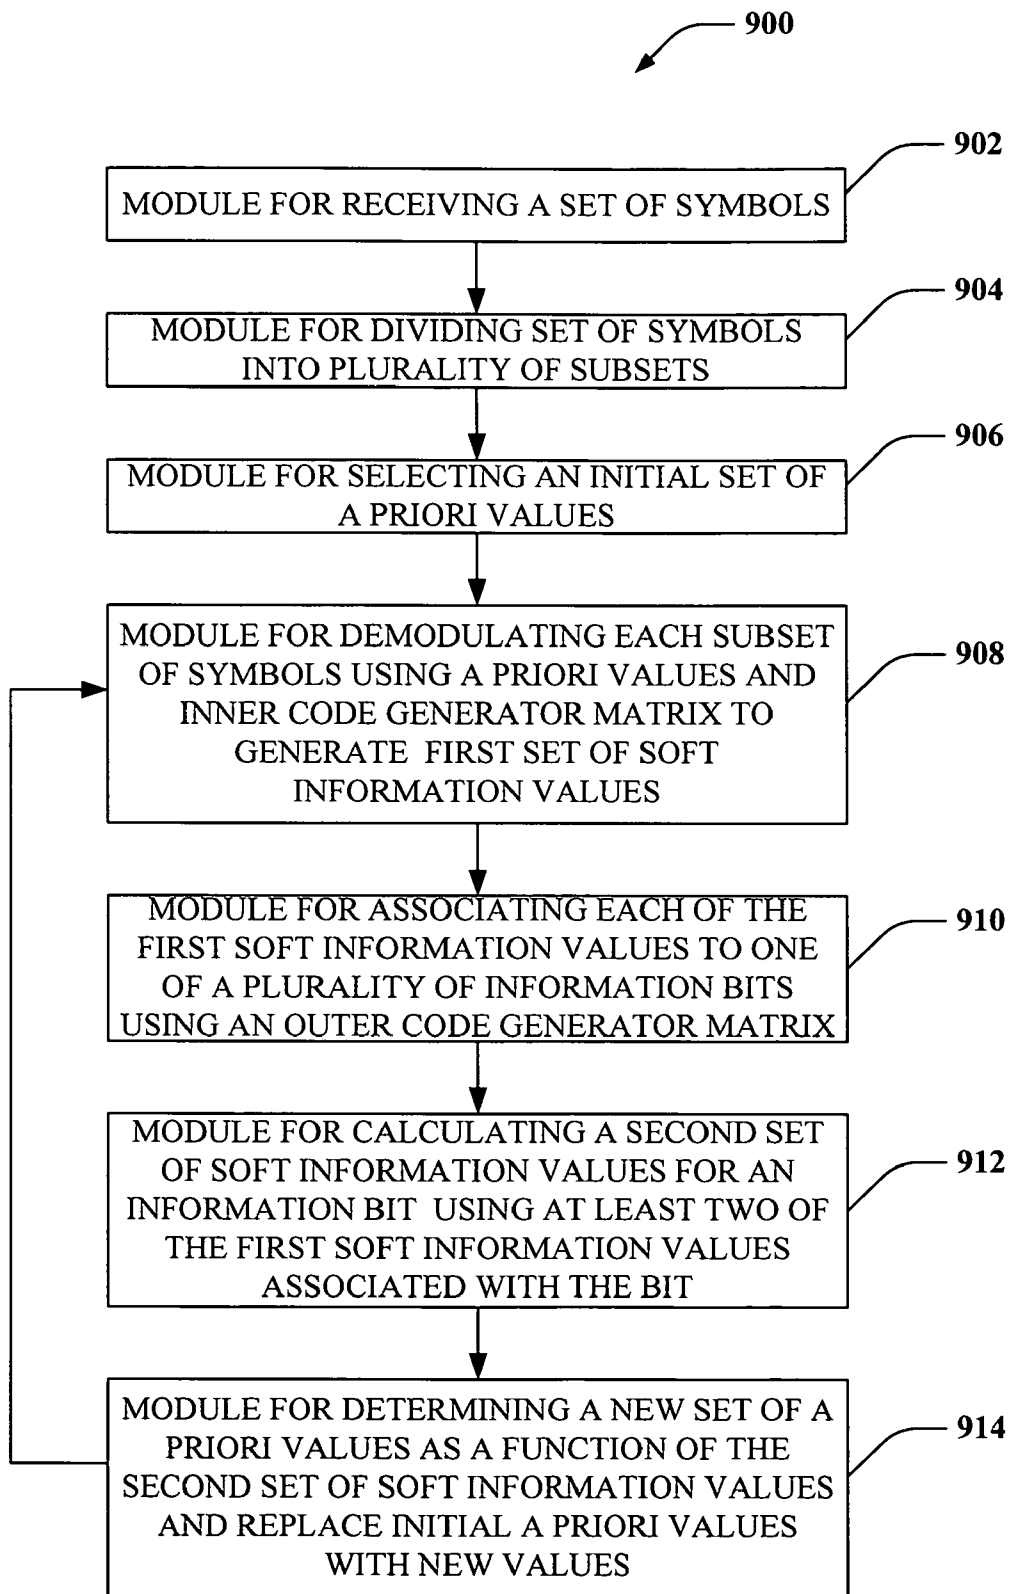 900
902
MODULE FOR RECEIVING A SET OF SYMBOLS
904
MODULE FOR DIVIDING SET OF SYMBOLS
INTO PLURALITY OF SUBSETS
906
MODULE FOR SELECTING AN INITIAL SET OF
A PRIORI VALUES
908
MODULE FOR DEMODULATING EACH SUBSET
OF SYMBOLS USING A PRIORI VALUES AND
INNER CODE GENERATOR MATRIX TO
GENERATE FIRST SET OF SOFT
INFORMATION VALUES
910
MODULE FOR ASSOCIATING EACH OF THE
FIRST SOFT INFORMATION VALUES TO ONE
OF A PLURALITY OF INFORMATION BITS
USING AN OUTER CODE GENERATOR MATRIX
912
MODULE FOR CALCULATING A SECOND SET
OF SOFT INFORMATION VALUES FOR AN
INFORMATION BIT USING AT LEAST TWO OF
THE FIRST SOFT INFORMATION VALUES
ASSOCIATED WITH THE BIT
914
MODULE FOR DETERMINING A NEW SET OF A
PRIORI VALUES AS A FUNCTION OF THE
SECOND SET OF SOFT INFORMATION VALUES
AND REPLACE INITIAL A PRIORI VALUES
WITH NEW VALUES